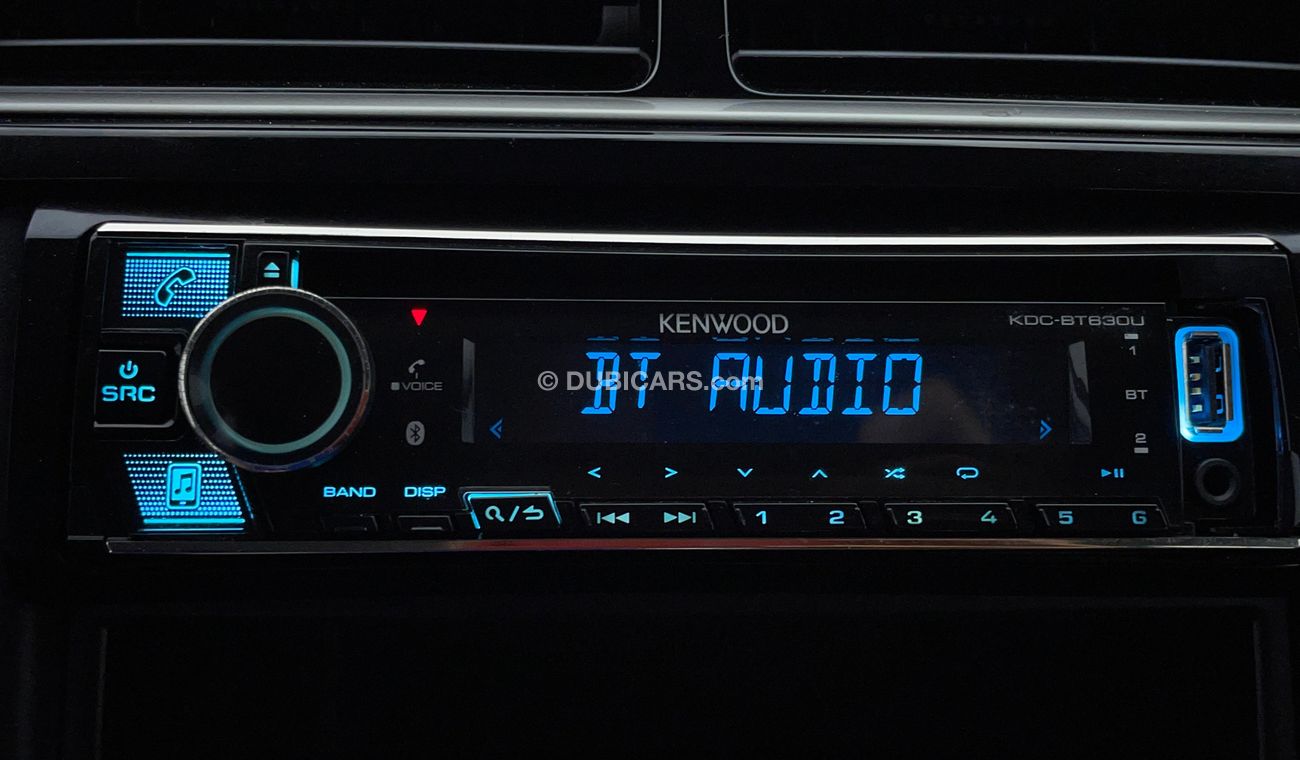 KENWOOD
KDC-BT630U
1
VOICE
SRC
BT AUDIO
© DUBICARS.com
BT
2
BAND DISP
1 2 3 4 5 6